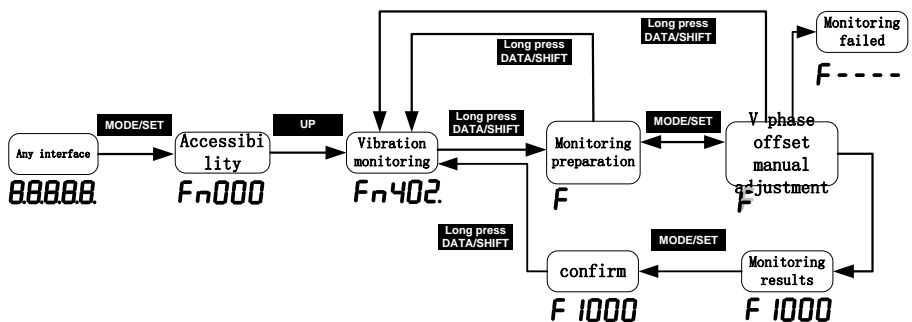 Long press
DATA/SHIFT
Monitoring
failed
F----
Long press
DATA/SHIFT
MODE/SET
UP
Long press
DATA/SHIFT
MODE/SET
Any interface
8.8.8.8.8.
Accessibi
lity
Fn000
Vibration
monitoring
Fn402.
Monitoring
preparation
F
V phase
offset
manual
adjustment
F
Long press
DATA/SHIFT
MODE/SET
confirm
F 1000
Monitoring
results
F 1000